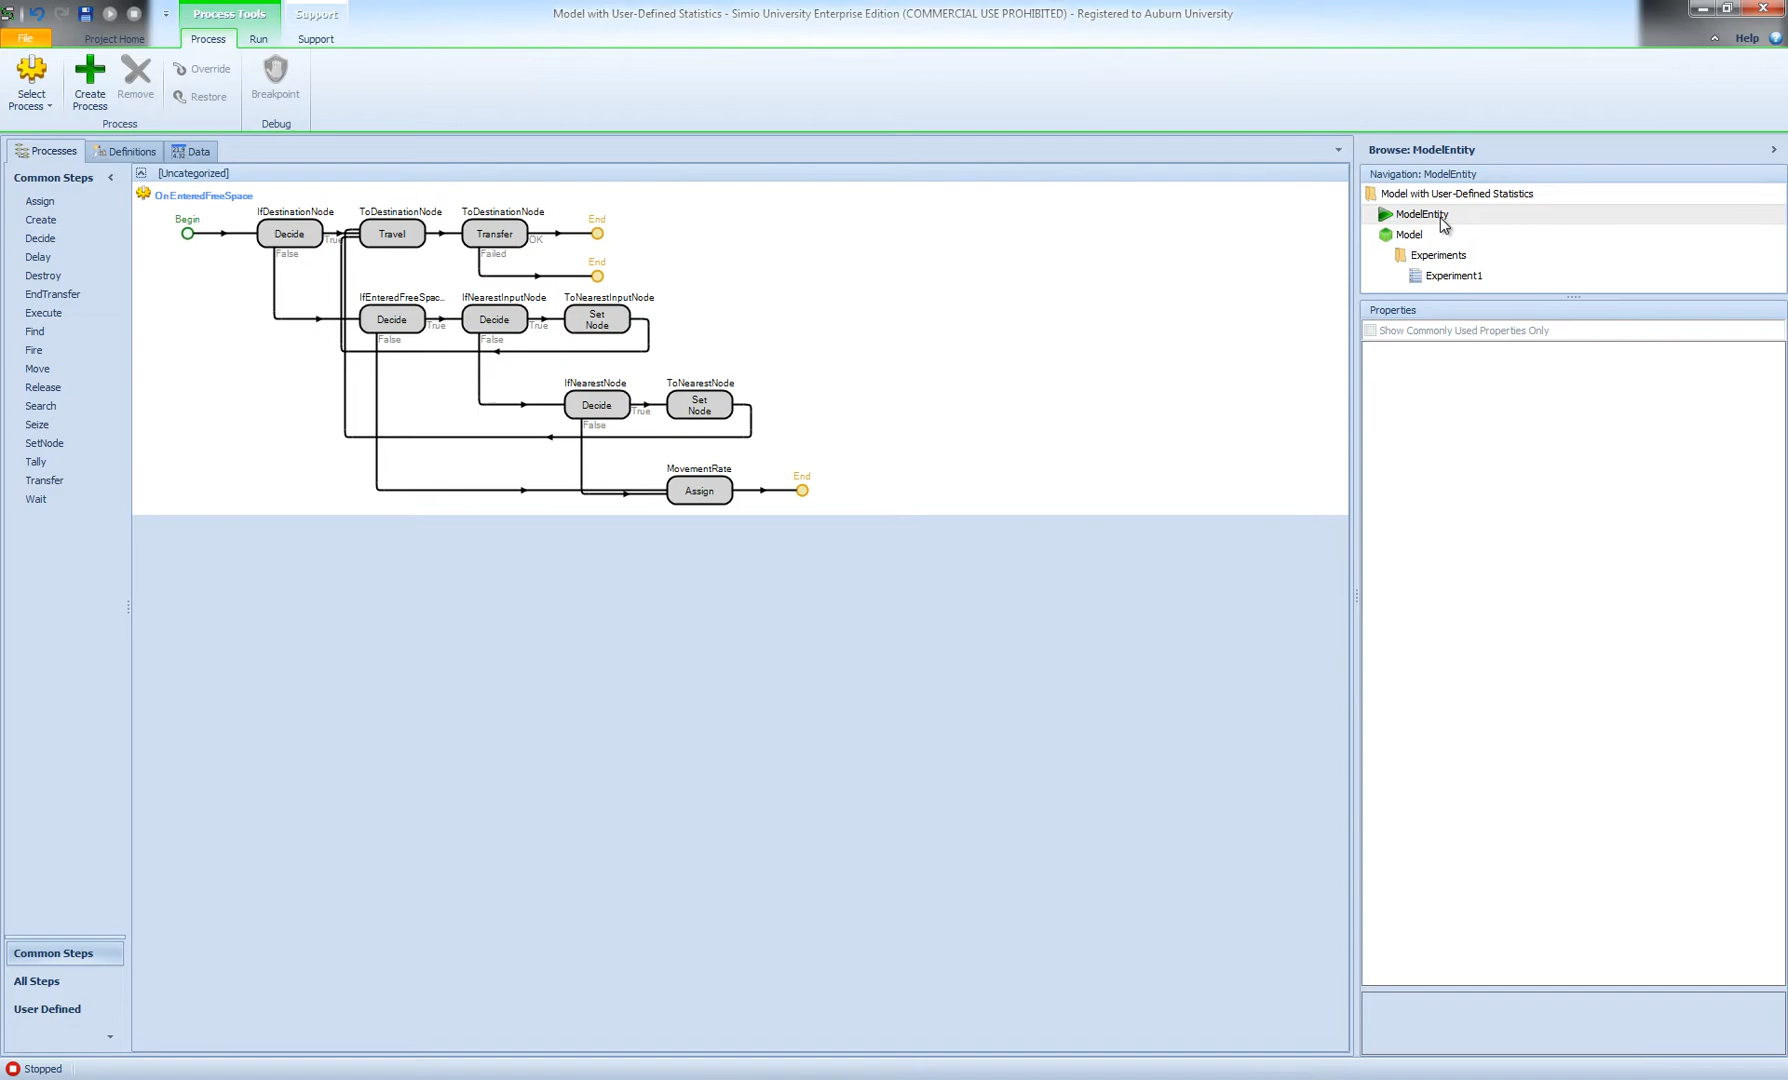 Process Tools
Support
Model with User-Defined Statistics - Simio University Enterprise Edition (COMMERCIAL USE PROHIBITED) - Registered to Auburn University
File
Project Home
Process
Run
Support
Help
Select
Process
Create
Process
Remove
Override
Restore
Breakpoint
Process
Debug
Processes
Definitions
Data
Common Steps
Assign
Create
Decide
Delay
Destroy
EndTransfer
Execute
Find
Fire
Move
Release
Search
Seize
SetNode
Tally
Transfer
Wait
Common Steps
All Steps
User Defined
[Uncategorized]
OnEnteredFreeSpace
Begin
IfDestinationNode
Decide
True
False
ToDestinationNode
Travel
ToDestinationNode
Transfer
OK
Failed
End
End
IfEnteredFreeSpac...
Decide
True
False
IfNearestInputNode
Decide
True
False
ToNearestInputNode
Set
Node
IfNearestNode
Decide
True
False
ToNearestNode
Set
Node
MovementRate
Assign
End
Browse: ModelEntity
Navigation: ModelEntity
Model with User-Defined Statistics
ModelEntity
Model
Experiments
Experiment1
Properties
Show Commonly Used Properties Only
Stopped